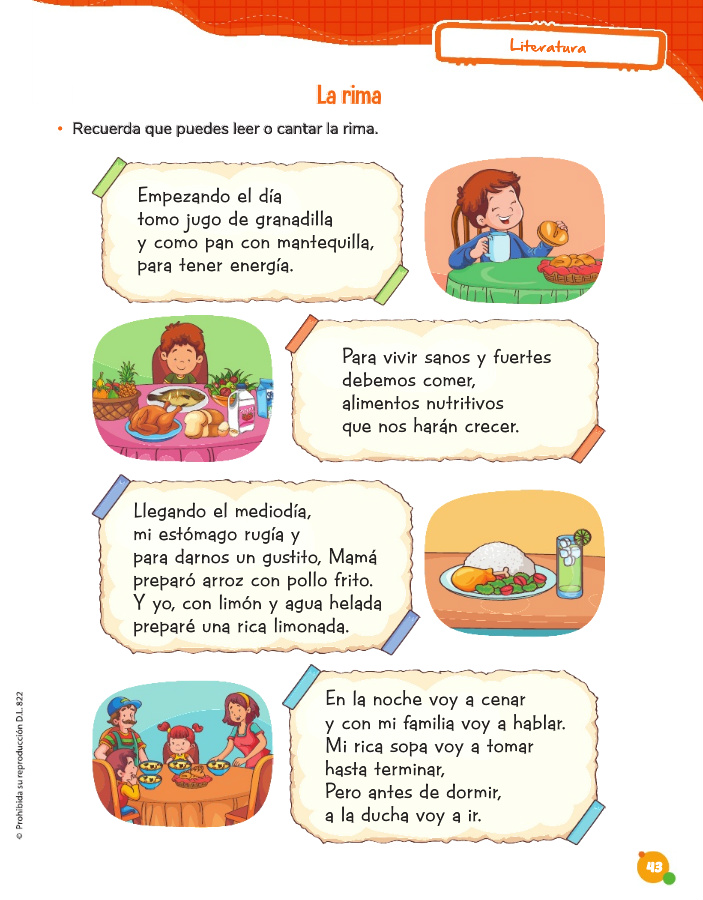 Literatura
La rima
• Recuerda que puedes leer o cantar la rima.
Empezando el día
tomo jugo de granadilla
y como pan con mantequilla,
para tener energía.
Para vivir sanos y fuertes
debemos comer,
alimentos nutritivos
que nos harán crecer.
Llegando el mediodía,
mi estómago rugía y
para darnos un gustito, Mamá
preparó arroz con pollo frito.
Y yo, con limón y agua helada
preparé una rica limonada.
En la noche voy a cenar
y con mi familia voy a hablar.
Mi rica sopa voy a tomar
hasta terminar,
Pero antes de dormir,
a la ducha voy a ir.
© Prohibida su reproducción D.L. 822
43